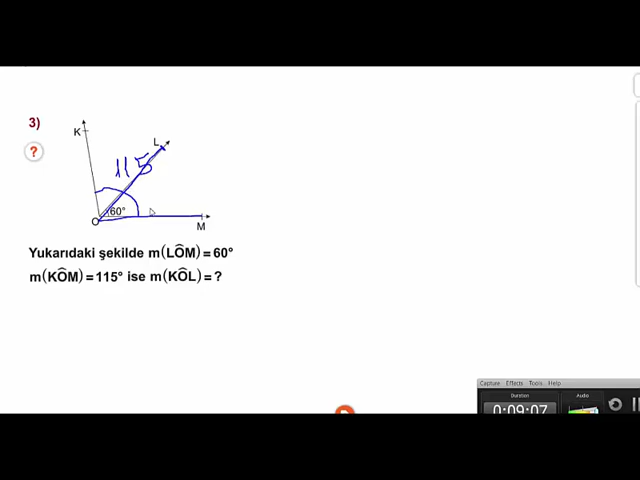 3)
?
K
L
115
60°
O
M
Yukarıdaki şekilde m(LÔM) = 60°
m(KÔM) = 115° ise m(KÔL) = ?
Capture Effects Tools Help
Duration
Audio
0:09:07